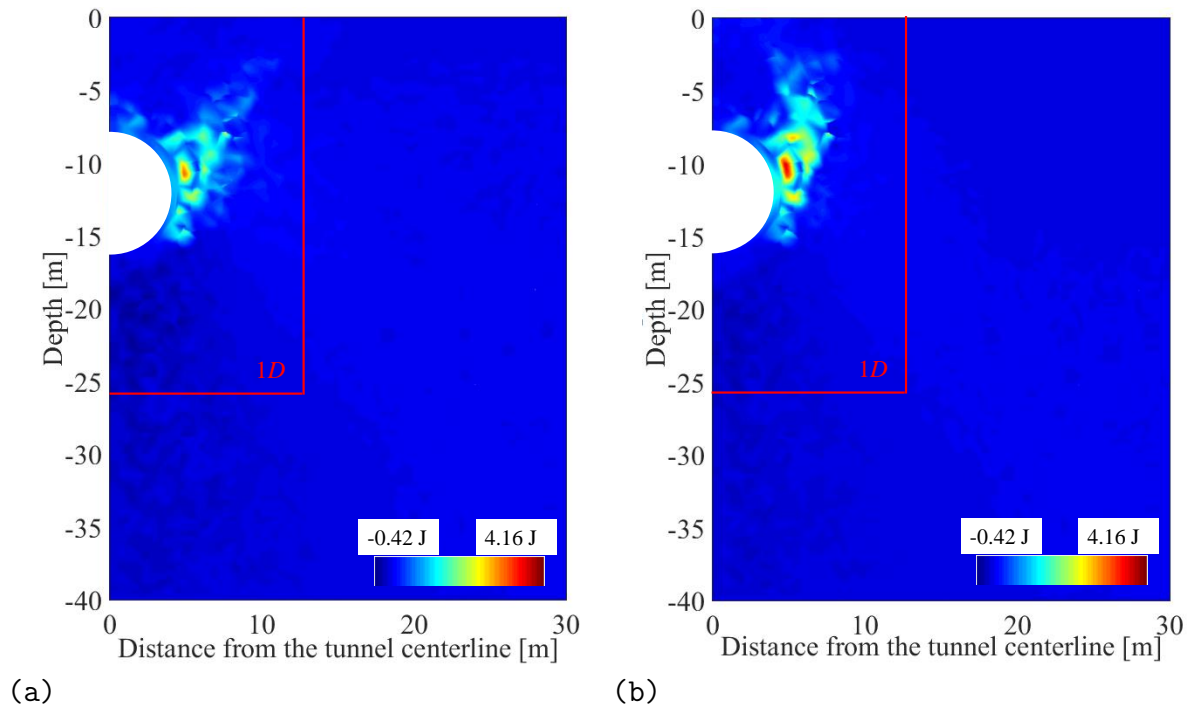 0
-5
-10
-15
-20
-25
-30
-35
-40
Depth [m]
1D
-0.42 J 4.16 J
0 10 20 30
Distance from the tunnel centerline [m]
(a)
0
-5
-10
-15
-20
-25
-30
-35
-40
Depth [m]
1D
-0.42 J 4.16 J
0 10 20 30
Distance from the tunnel centerline [m]
(b)